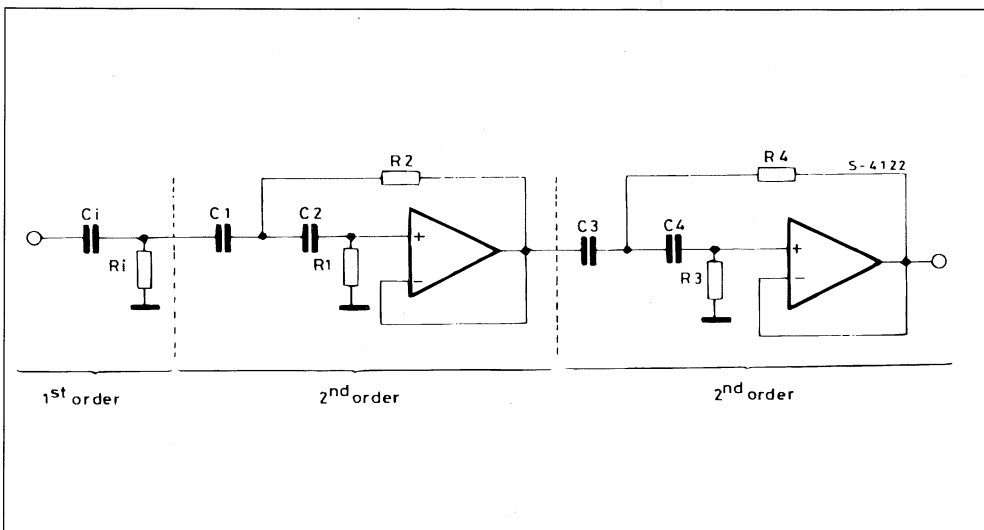 R2
R4
S-4122
Ci
C1
C2
C3
C4
+
+
Ri
R1
R3
−
−
1st order
2nd order
2nd order